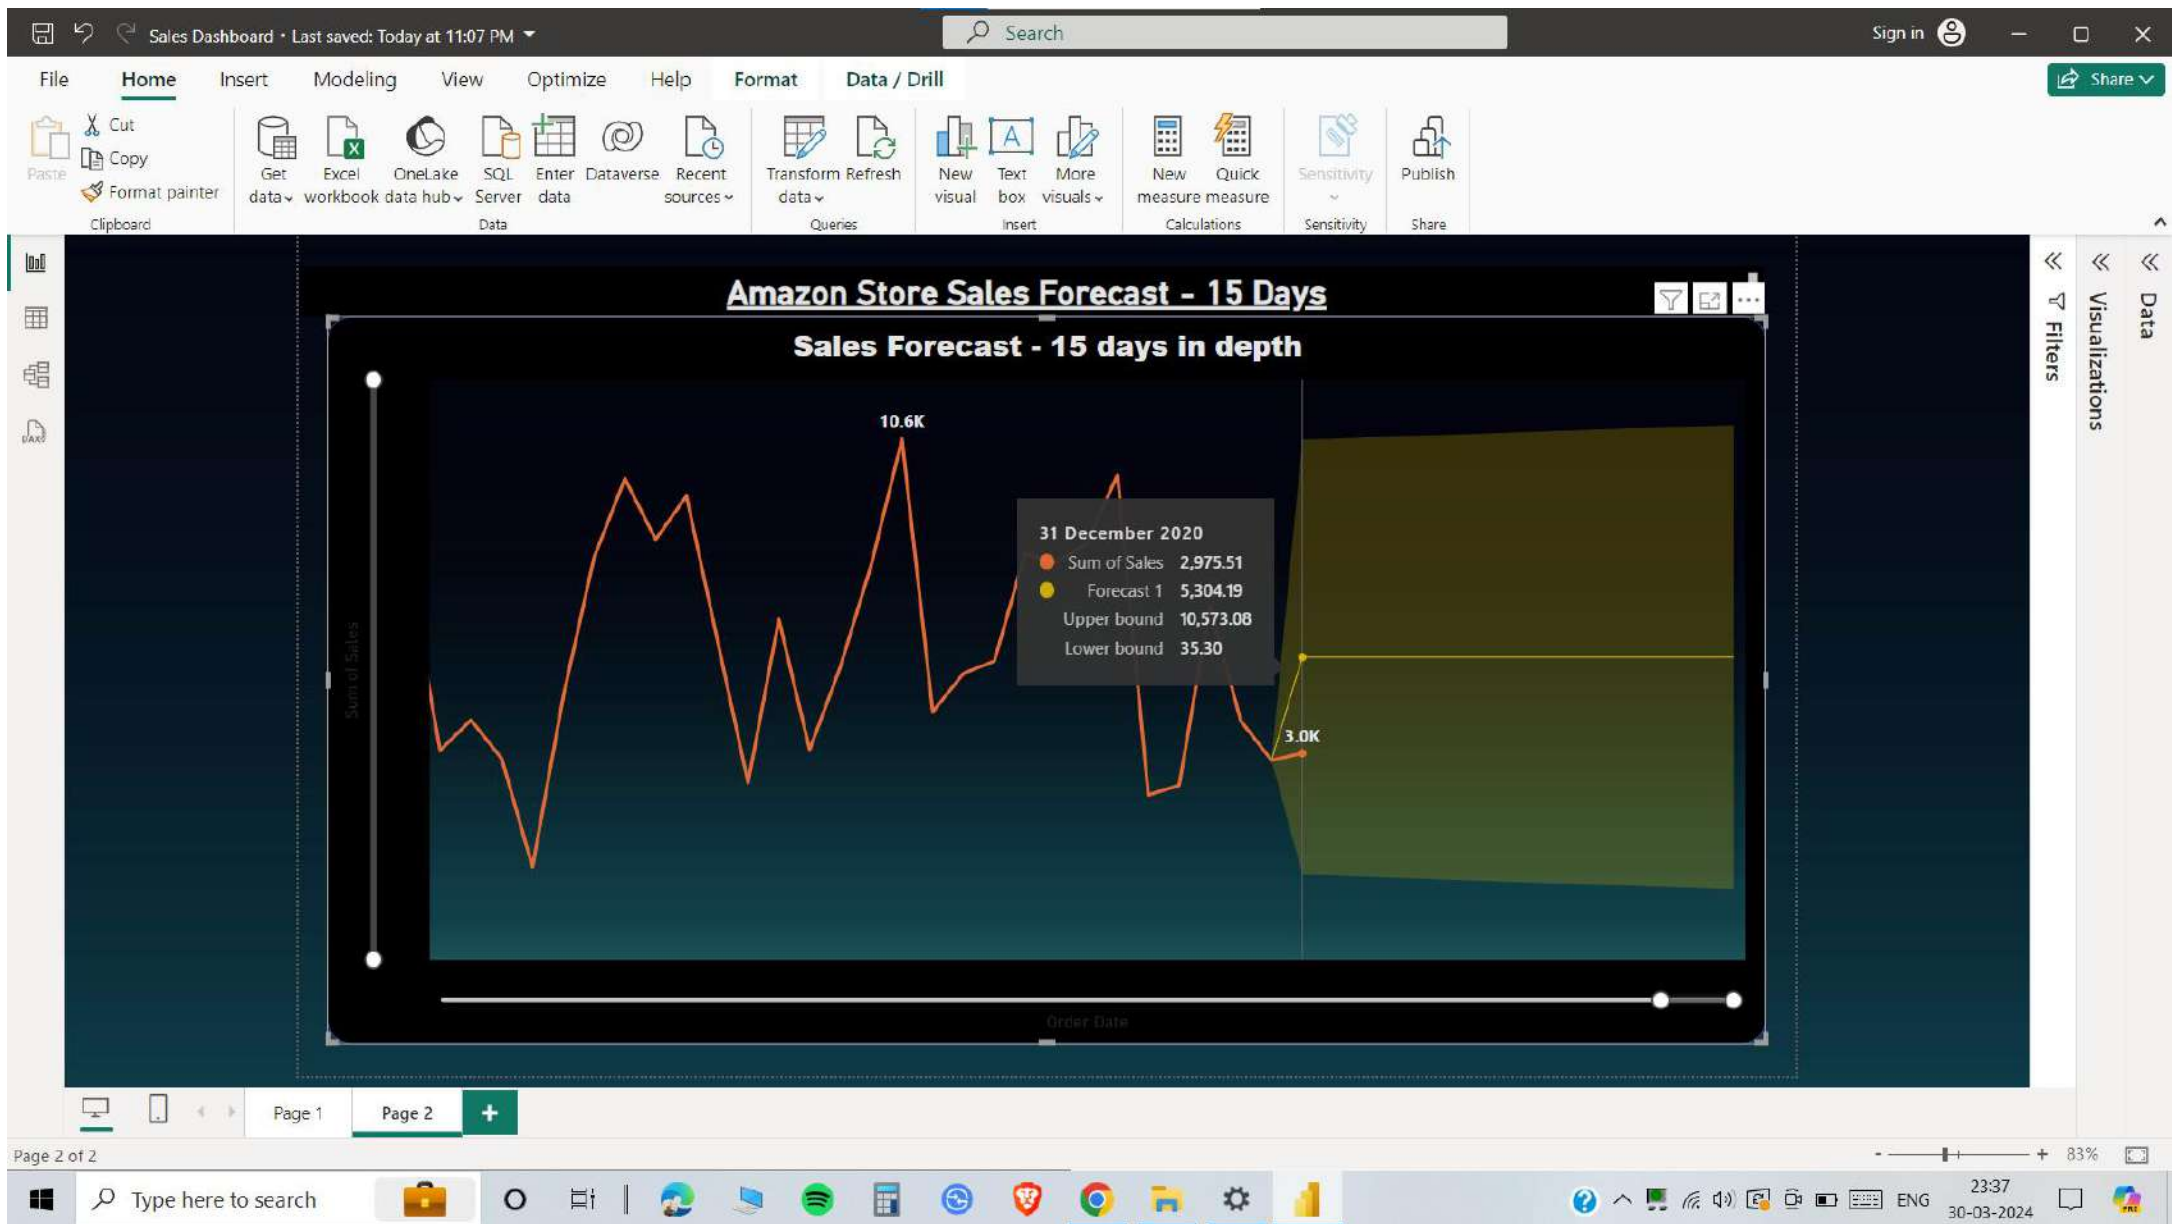 Sales Dashboard • Last saved: Today at 11:07 PM
Search
Sign in
File Home Insert Modeling View Optimize Help Format Data / Drill
Share
Paste
Cut
Copy
Format painter
Clipboard
Get data
Excel workbook
OneLake data hub
SQL Server
Enter data
Dataverse
Recent sources
Data
Transform data
Refresh
Queries
New visual
Text box
More visuals
Insert
New measure
Quick measure
Calculations
Sensitivity
Sensitivity
Publish
Share
Amazon Store Sales Forecast - 15 Days
Sales Forecast - 15 days in depth
10.6K
31 December 2020
Sum of Sales 2,975.51
Forecast 1 5,304.19
Upper bound 10,573.08
Lower bound 35.30
3.0K
Sum of Sales
Order Date
Filters
Visualizations
Data
Page 1
Page 2
Page 2 of 2
- + 83%
Type here to search
ENG
23:37
30-03-2024